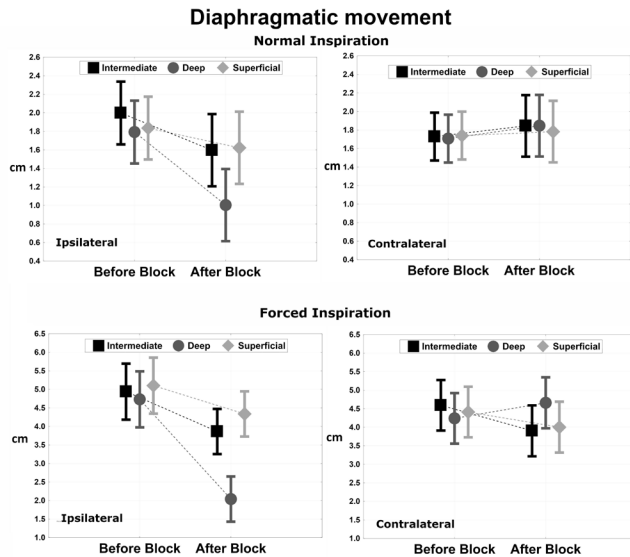 Diaphragmatic movement
Normal Inspiration
Intermediate Deep Superficial
2.6
2.4
2.2
2.0
1.8
1.6
1.4
1.2
1.0
0.8
0.6
0.4
cm
Ipsilateral
Before Block After Block
Intermediate Deep Superficial
2.6
2.4
2.2
2.0
1.8
1.6
1.4
1.2
1.0
0.8
0.6
0.4
cm
Contralateral
Before Block After Block
Forced Inspiration
Intermediate Deep Superficial
6.5
6.0
5.5
5.0
4.5
4.0
3.5
3.0
2.5
2.0
1.5
1.0
cm
Ipsilateral
Before Block After Block
Intermediate Deep Superficial
6.5
6.0
5.5
5.0
4.5
4.0
3.5
3.0
2.5
2.0
1.5
1.0
cm
Contralateral
Before Block After Block